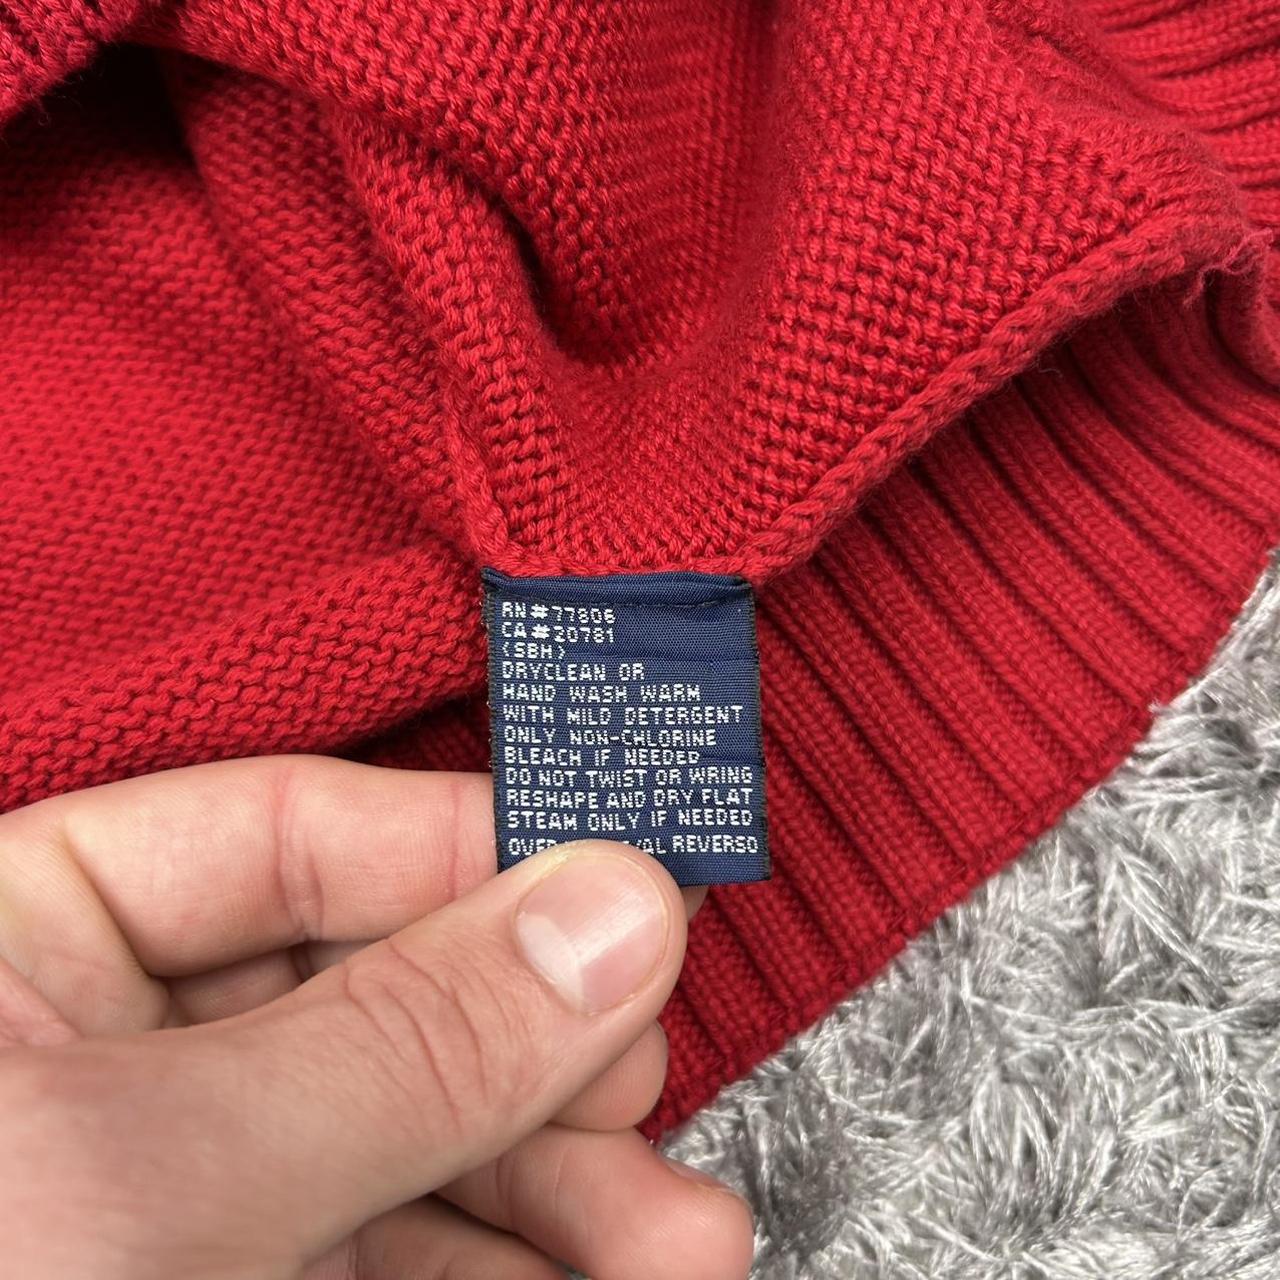 RN#77806
CA#20781
(SBH)
DRYCLEAN OR
HAND WASH WARM
WITH MILD DETERGENT
ONLY NON-CHLORINE
BLEACH IF NEEDED
DO NOT TWIST OR WRING
RESHAPE AND DRY FLAT
STEAM ONLY IF NEEDED
REVERSO